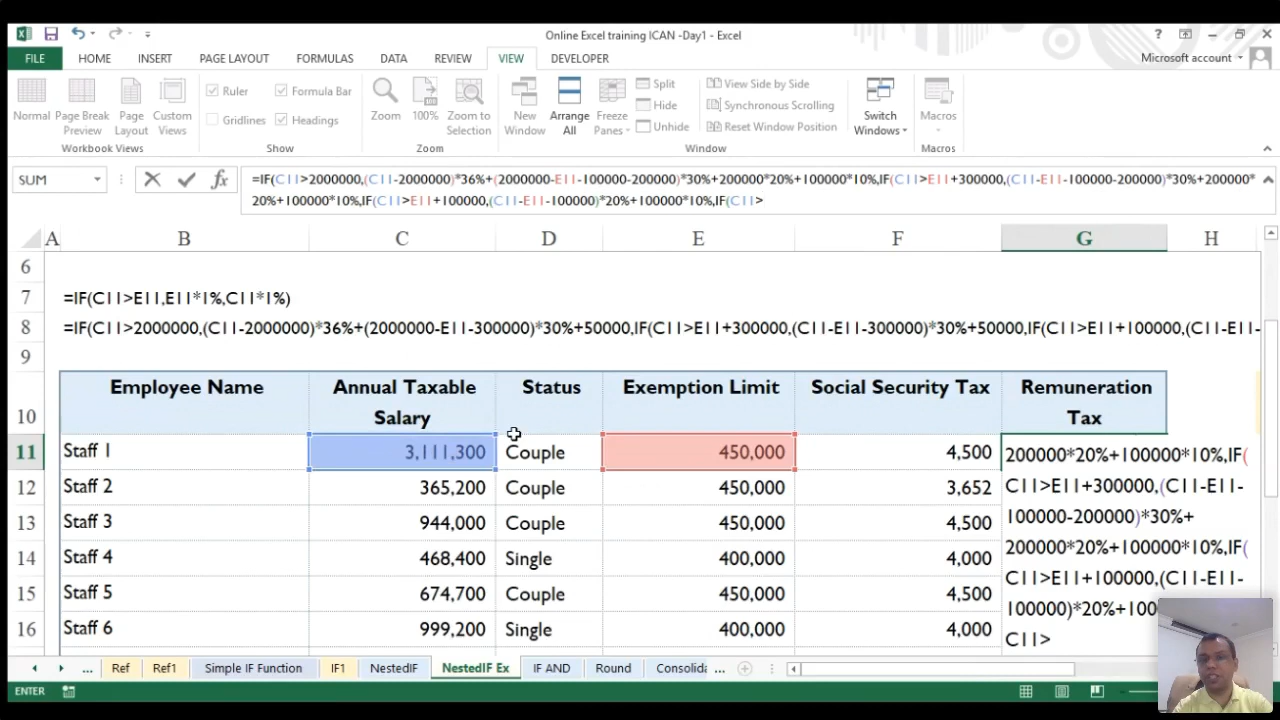 Online Excel training ICAN -Day1 - Excel
?
FILE HOME INSERT PAGE LAYOUT FORMULAS DATA REVIEW VIEW DEVELOPER Microsoft account
Normal Page Break Preview Page Layout Custom Views
Ruler Formula Bar
Gridlines Headings
Zoom 100% Zoom to Selection
New Window Arrange All Freeze Panes
Split
Hide
Unhide
View Side by Side
Synchronous Scrolling
Reset Window Position
Switch Windows
Macros
Workbook Views Show Zoom Window Macros
SUM fx =IF(C11>2000000,(C11-2000000)*36%+(2000000-E11-100000-200000)*30%+200000*20%+100000*10%,IF(C11>E11+300000,(C11-E11-100000-200000)*30%+200000*
20%+100000*10%,IF(C11>E11+100000,(C11-E11-100000)*20%+100000*10%,IF(C11>
A B C D E F G H
6
7 =IF(C11>E11,E11*1%,C11*1%)
8 =IF(C11>2000000,(C11-2000000)*36%+(2000000-E11-300000)*30%+50000,IF(C11>E11+300000,(C11-E11-300000)*30%+50000,IF(C11>E11+100000,(C11-E11-
9
10 Employee Name Annual Taxable Salary Status Exemption Limit Social Security Tax Remuneration Tax
11 Staff 1 3,111,300 Couple 450,000 4,500
200000*20%+100000*10%,IF(
C11>E11+300000,(C11-E11-
100000-200000)*30%+
200000*20%+100000*10%,IF(
C11>E11+100000,(C11-E11-
100000)*20%+100
C11>
12 Staff 2 365,200 Couple 450,000 3,652
13 Staff 3 944,000 Couple 450,000 4,500
14 Staff 4 468,400 Single 400,000 4,000
15 Staff 5 674,700 Couple 450,000 4,500
16 Staff 6 999,200 Single 400,000 4,000
... Ref Ref1 Simple IF Function IF1 NestedIF NestedIF Ex IF AND Round Consolida ...
ENTER